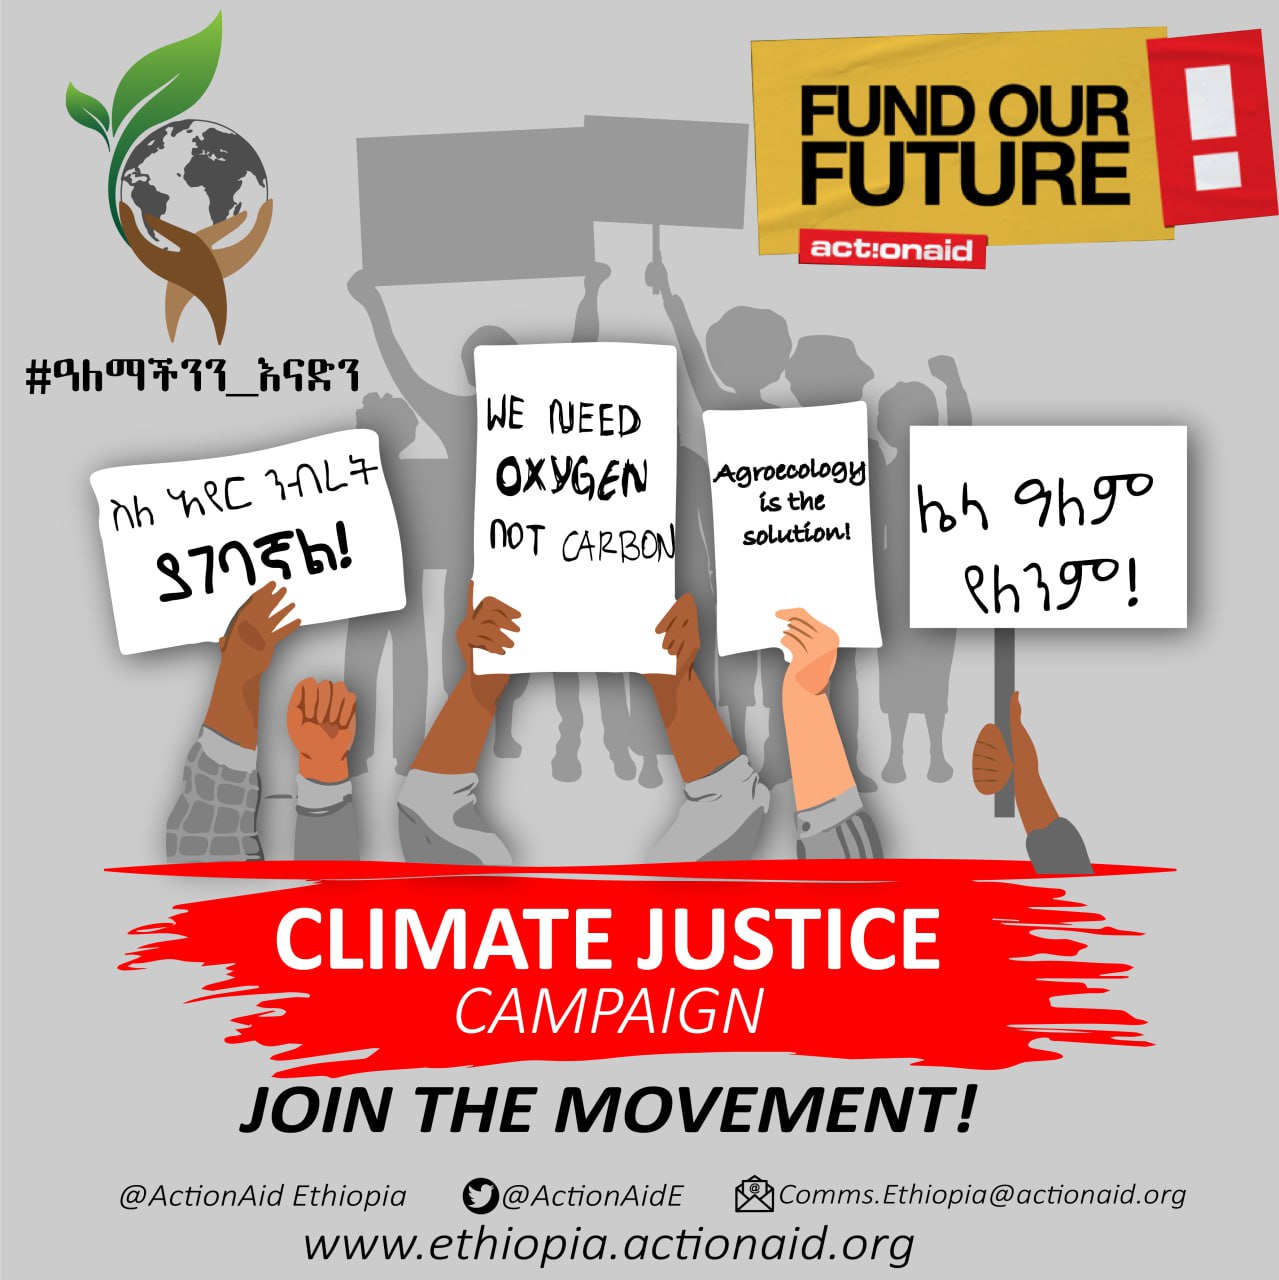 FUND OUR
FUTURE
act!onaid
#ዓለማችንን_እናድን
ስለ አየር ንብረት
ያገባኛል!
WE NEED
OXYGEN
NOT CARBON
Agroecology
is the
solution!
ሌላ ዓለም
የለንም!
CLIMATE JUSTICE
CAMPAIGN
JOIN THE MOVEMENT!
@ActionAid Ethiopia @ActionAidE Comms.Ethiopia@actionaid.org
www.ethiopia.actionaid.org